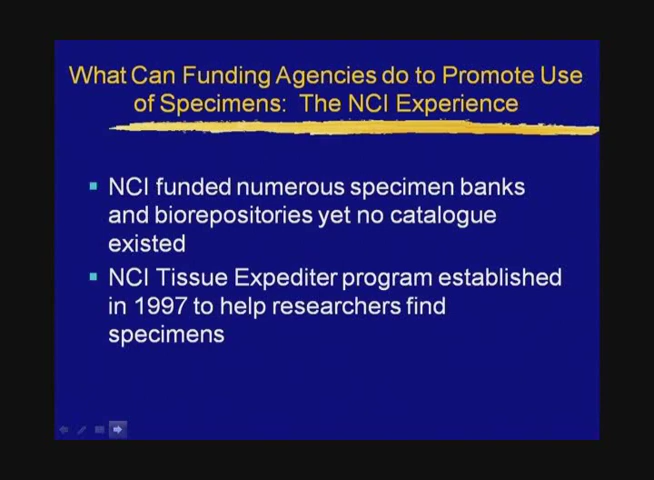 What Can Funding Agencies do to Promote Use
of Specimens: The NCI Experience
NCI funded numerous specimen banks
and biorepositories yet no catalogue
existed
NCI Tissue Expediter program established
in 1997 to help researchers find
specimens